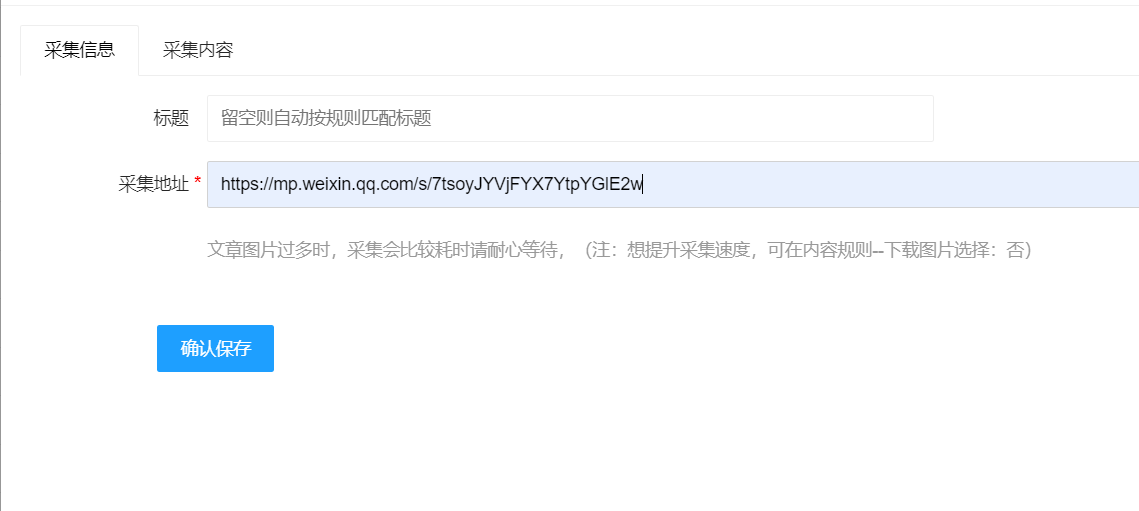 采集信息 采集内容
标题 留空则自动按规则匹配标题
采集地址 * https://mp.weixin.qq.com/s/7tsoyJYVjFYX7YtpYGlE2w
文章图片过多时，采集会比较耗时请耐心等待，（注：想提升采集速度，可在内容规则--下载图片选择：否）
确认保存